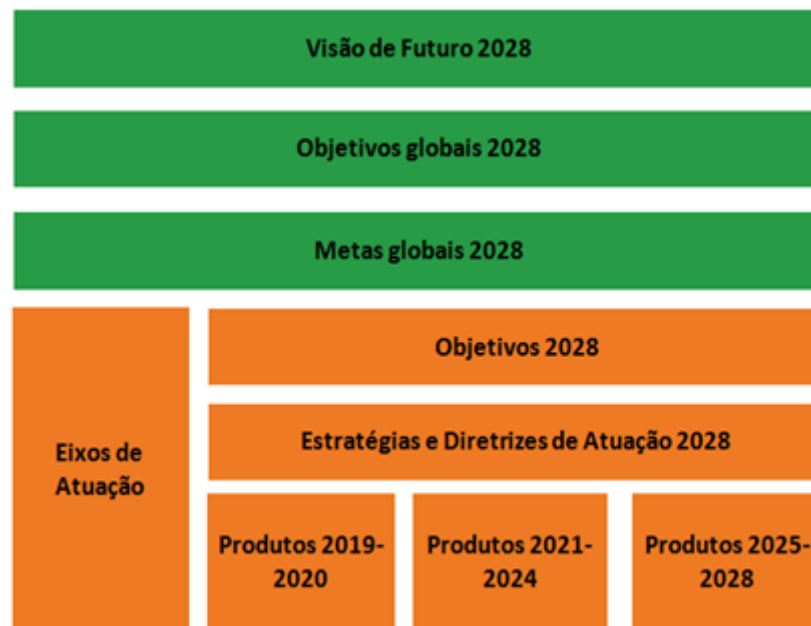 Visão de Futuro 2028
Objetivos globais 2028
Metas globais 2028
Objetivos 2028
Eixos de
Atuação
Estratégias e Diretrizes de Atuação 2028
Produtos 2019-
2020
Produtos 2021-
2024
Produtos 2025-
2028